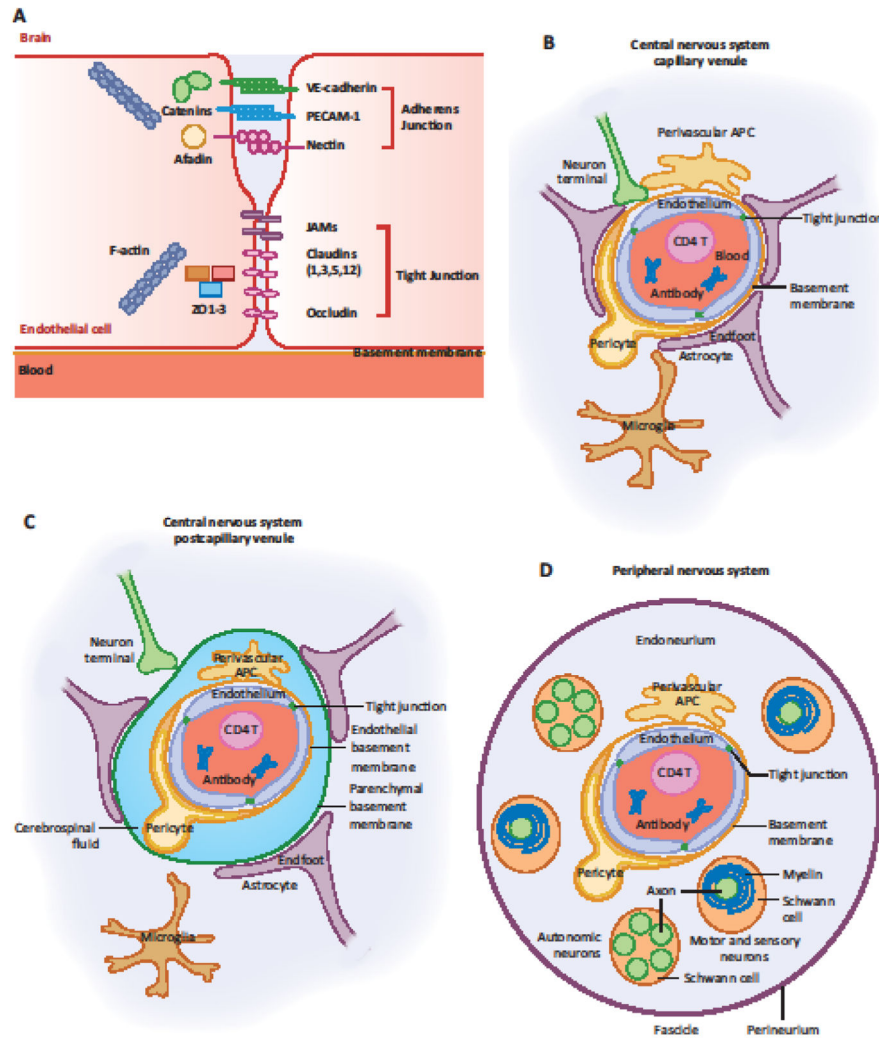 A
Brain
Catenins
Afadin
VE-cadherin
PECAM-1
Nectin
Adherens
Junction
F-actin
ZO1-3
JAMs
Claudins
(1,3,5,12)
Occludin
Tight Junction
Endothelial cell
Basement membrane
Blood
B
Central nervous system
capillary venule
Perivascular APC
Neuron
terminal
Endothelium
Tight junction
CD4 T
Blood
Antibody
Basement
membrane
Pericyte
Endfoot
Astrocyte
Microglia
C
Central nervous system
postcapillary venule
Neuron
terminal
Perivascular
APC
Endothelium
Tight junction
CD4 T
Endothelial
basement
membrane
Antibody
Parenchymal
basement
membrane
Cerebrospinal
fluid
Pericyte
Endfoot
Astrocyte
Microglia
D
Peripheral nervous system
Endoneurium
Perivascular
APC
Endothelium
CD4 T
Tight junction
Antibody
Basement
membrane
Pericyte
Axon
Myelin
Schwann
cell
Autonomic
neurons
Motor and sensory
neurons
Schwann cell
Fascicle
Perineurium